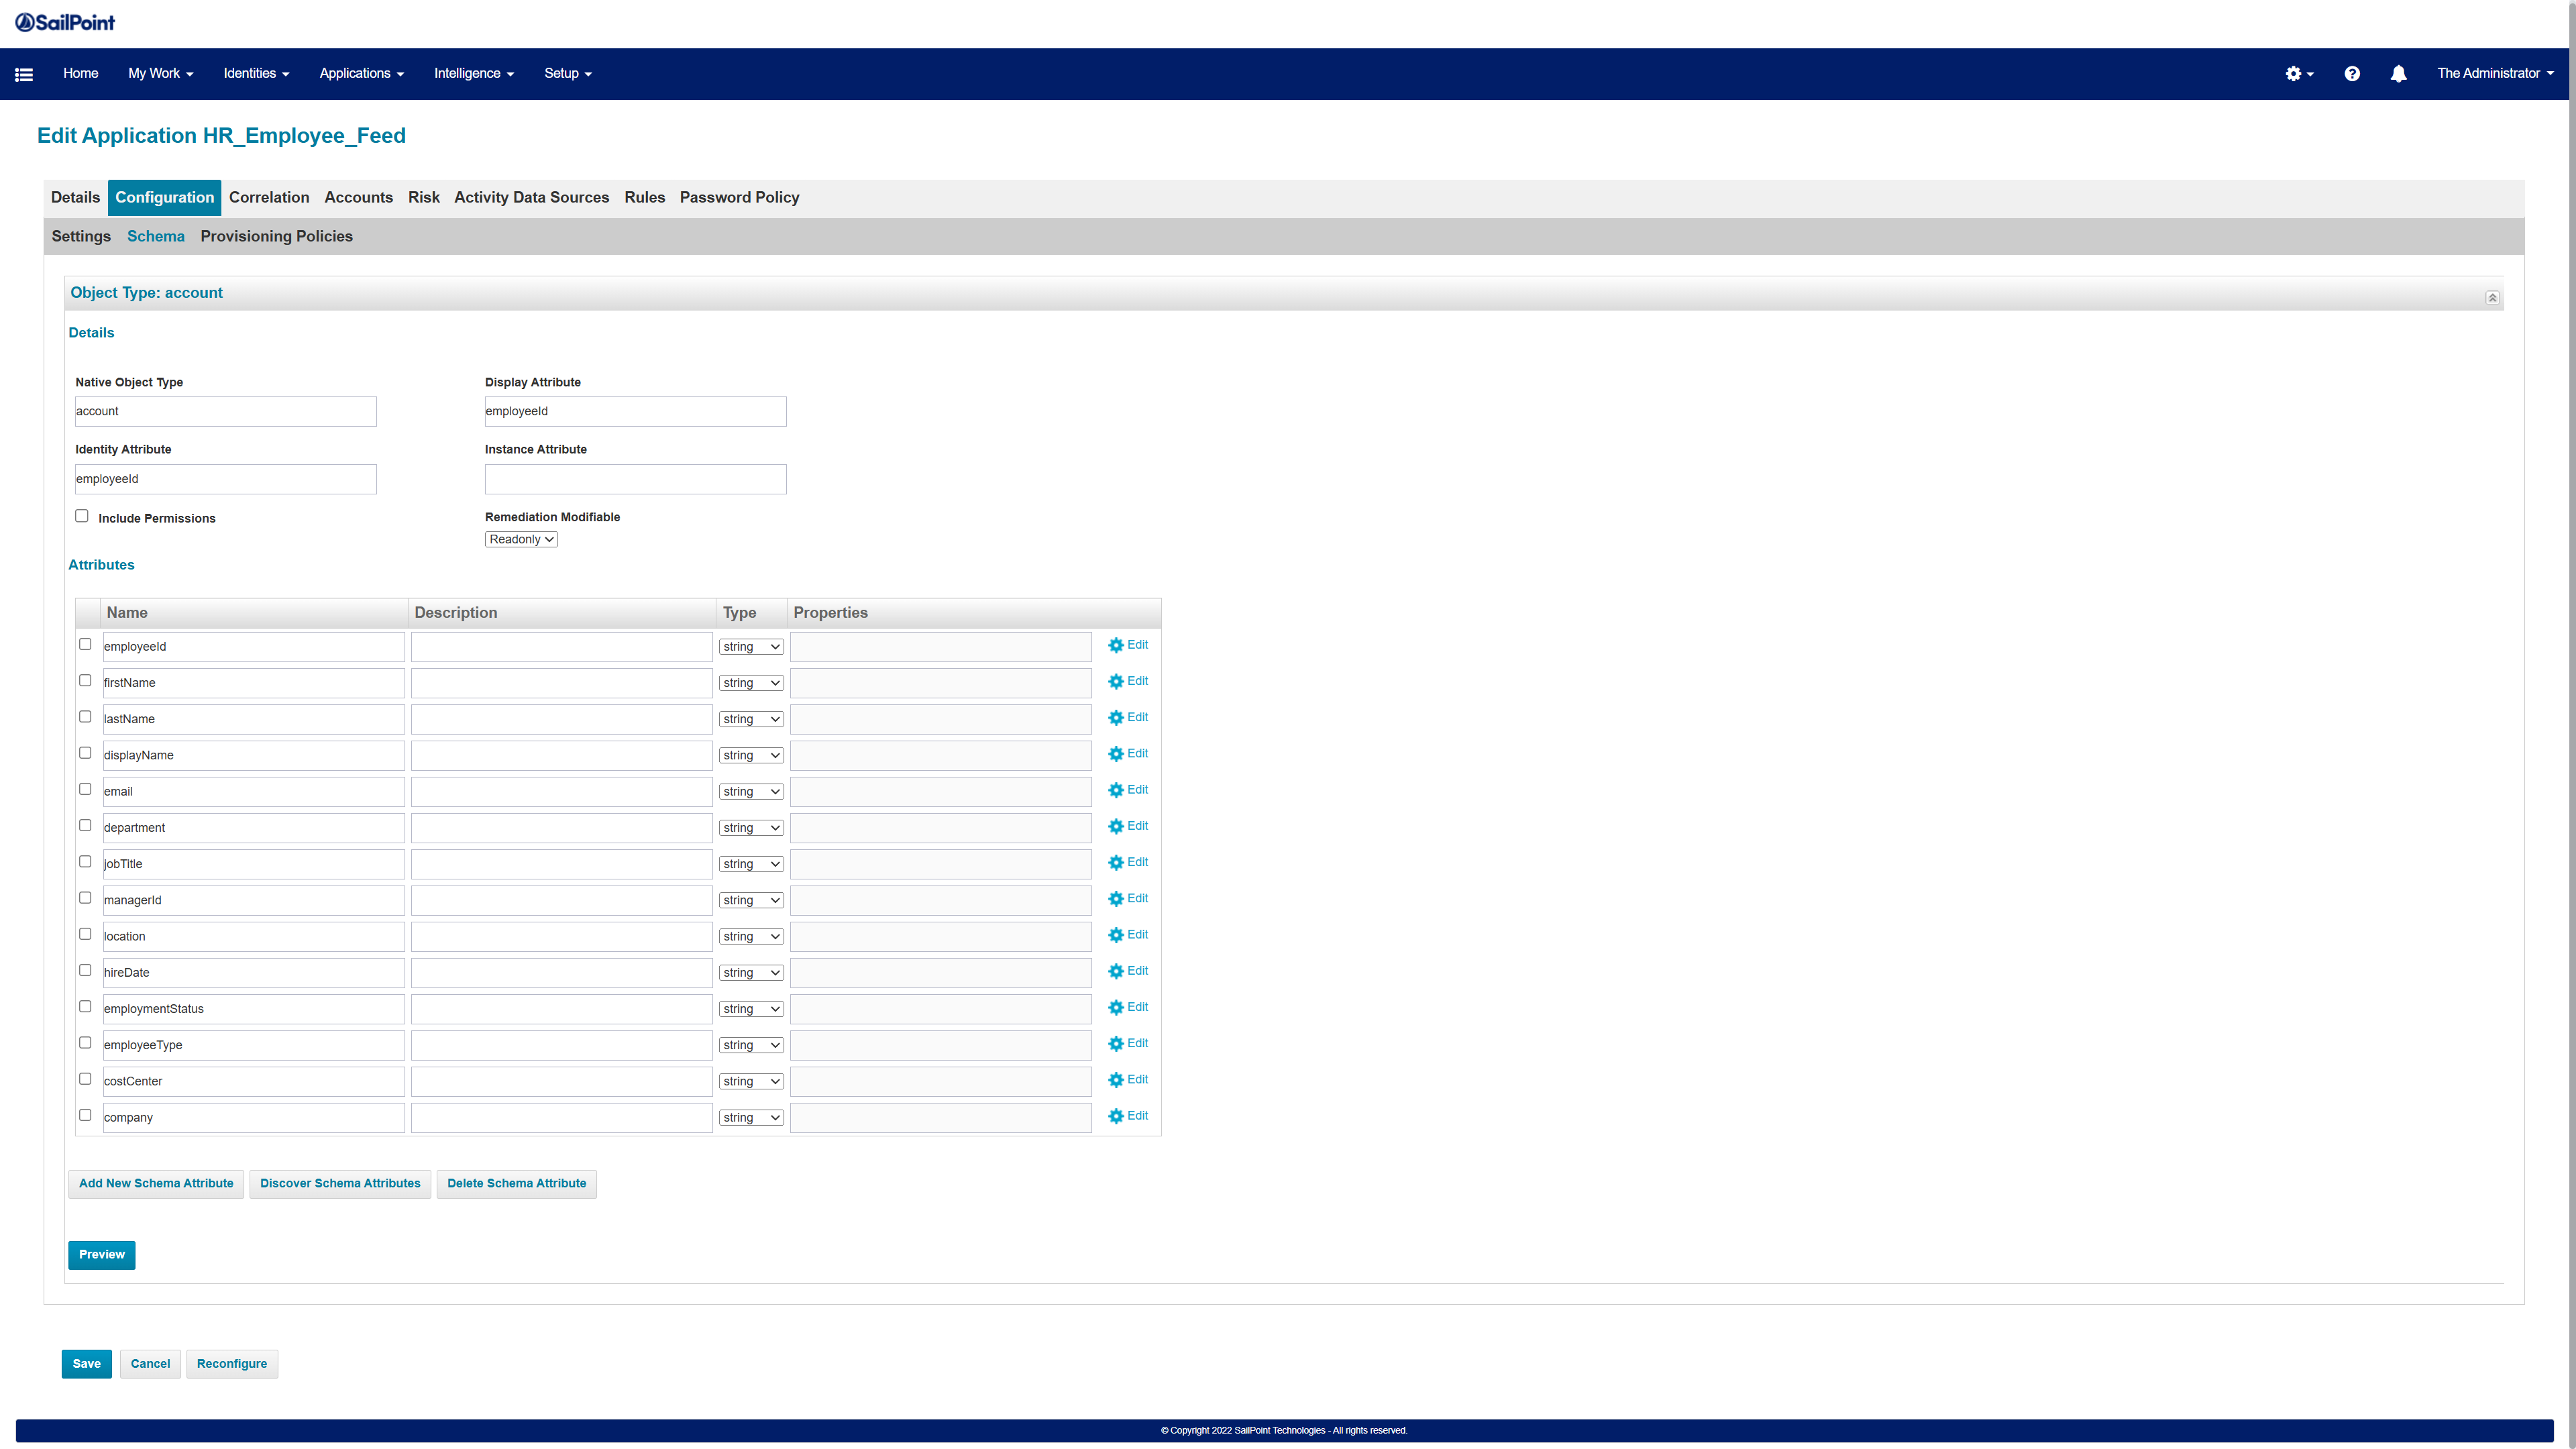 SailPoint
Home My Work Identities Applications Intelligence Setup The Administrator
Edit Application HR_Employee_Feed
Details Configuration Correlation Accounts Risk Activity Data Sources Rules Password Policy
Settings Schema Provisioning Policies
Object Type: account
Details
Native Object Type Display Attribute
account employeeId
Identity Attribute Instance Attribute
employeeId
Include Permissions Remediation Modifiable
Readonly
Attributes
Name Description Type Properties
employeeId string Edit
firstName string Edit
lastName string Edit
displayName string Edit
email string Edit
department string Edit
jobTitle string Edit
managerId string Edit
location string Edit
hireDate string Edit
employmentStatus string Edit
employeeType string Edit
costCenter string Edit
company string Edit
Add New Schema Attribute Discover Schema Attributes Delete Schema Attribute
Preview
Save Cancel Reconfigure
© Copyright 2022 SailPoint Technologies - All rights reserved.